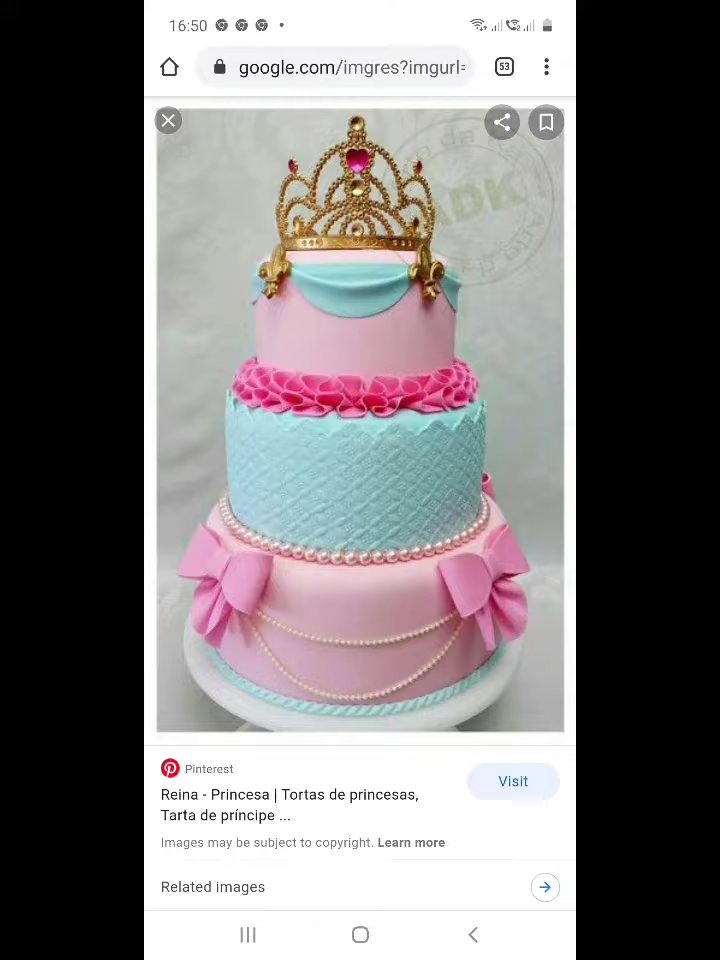 16:50
google.com/imgres?imgurl=
53
ADK
Pinterest
Visit
Reina - Princesa | Tortas de princesas,
Tarta de príncipe ...
Images may be subject to copyright. Learn more
Related images